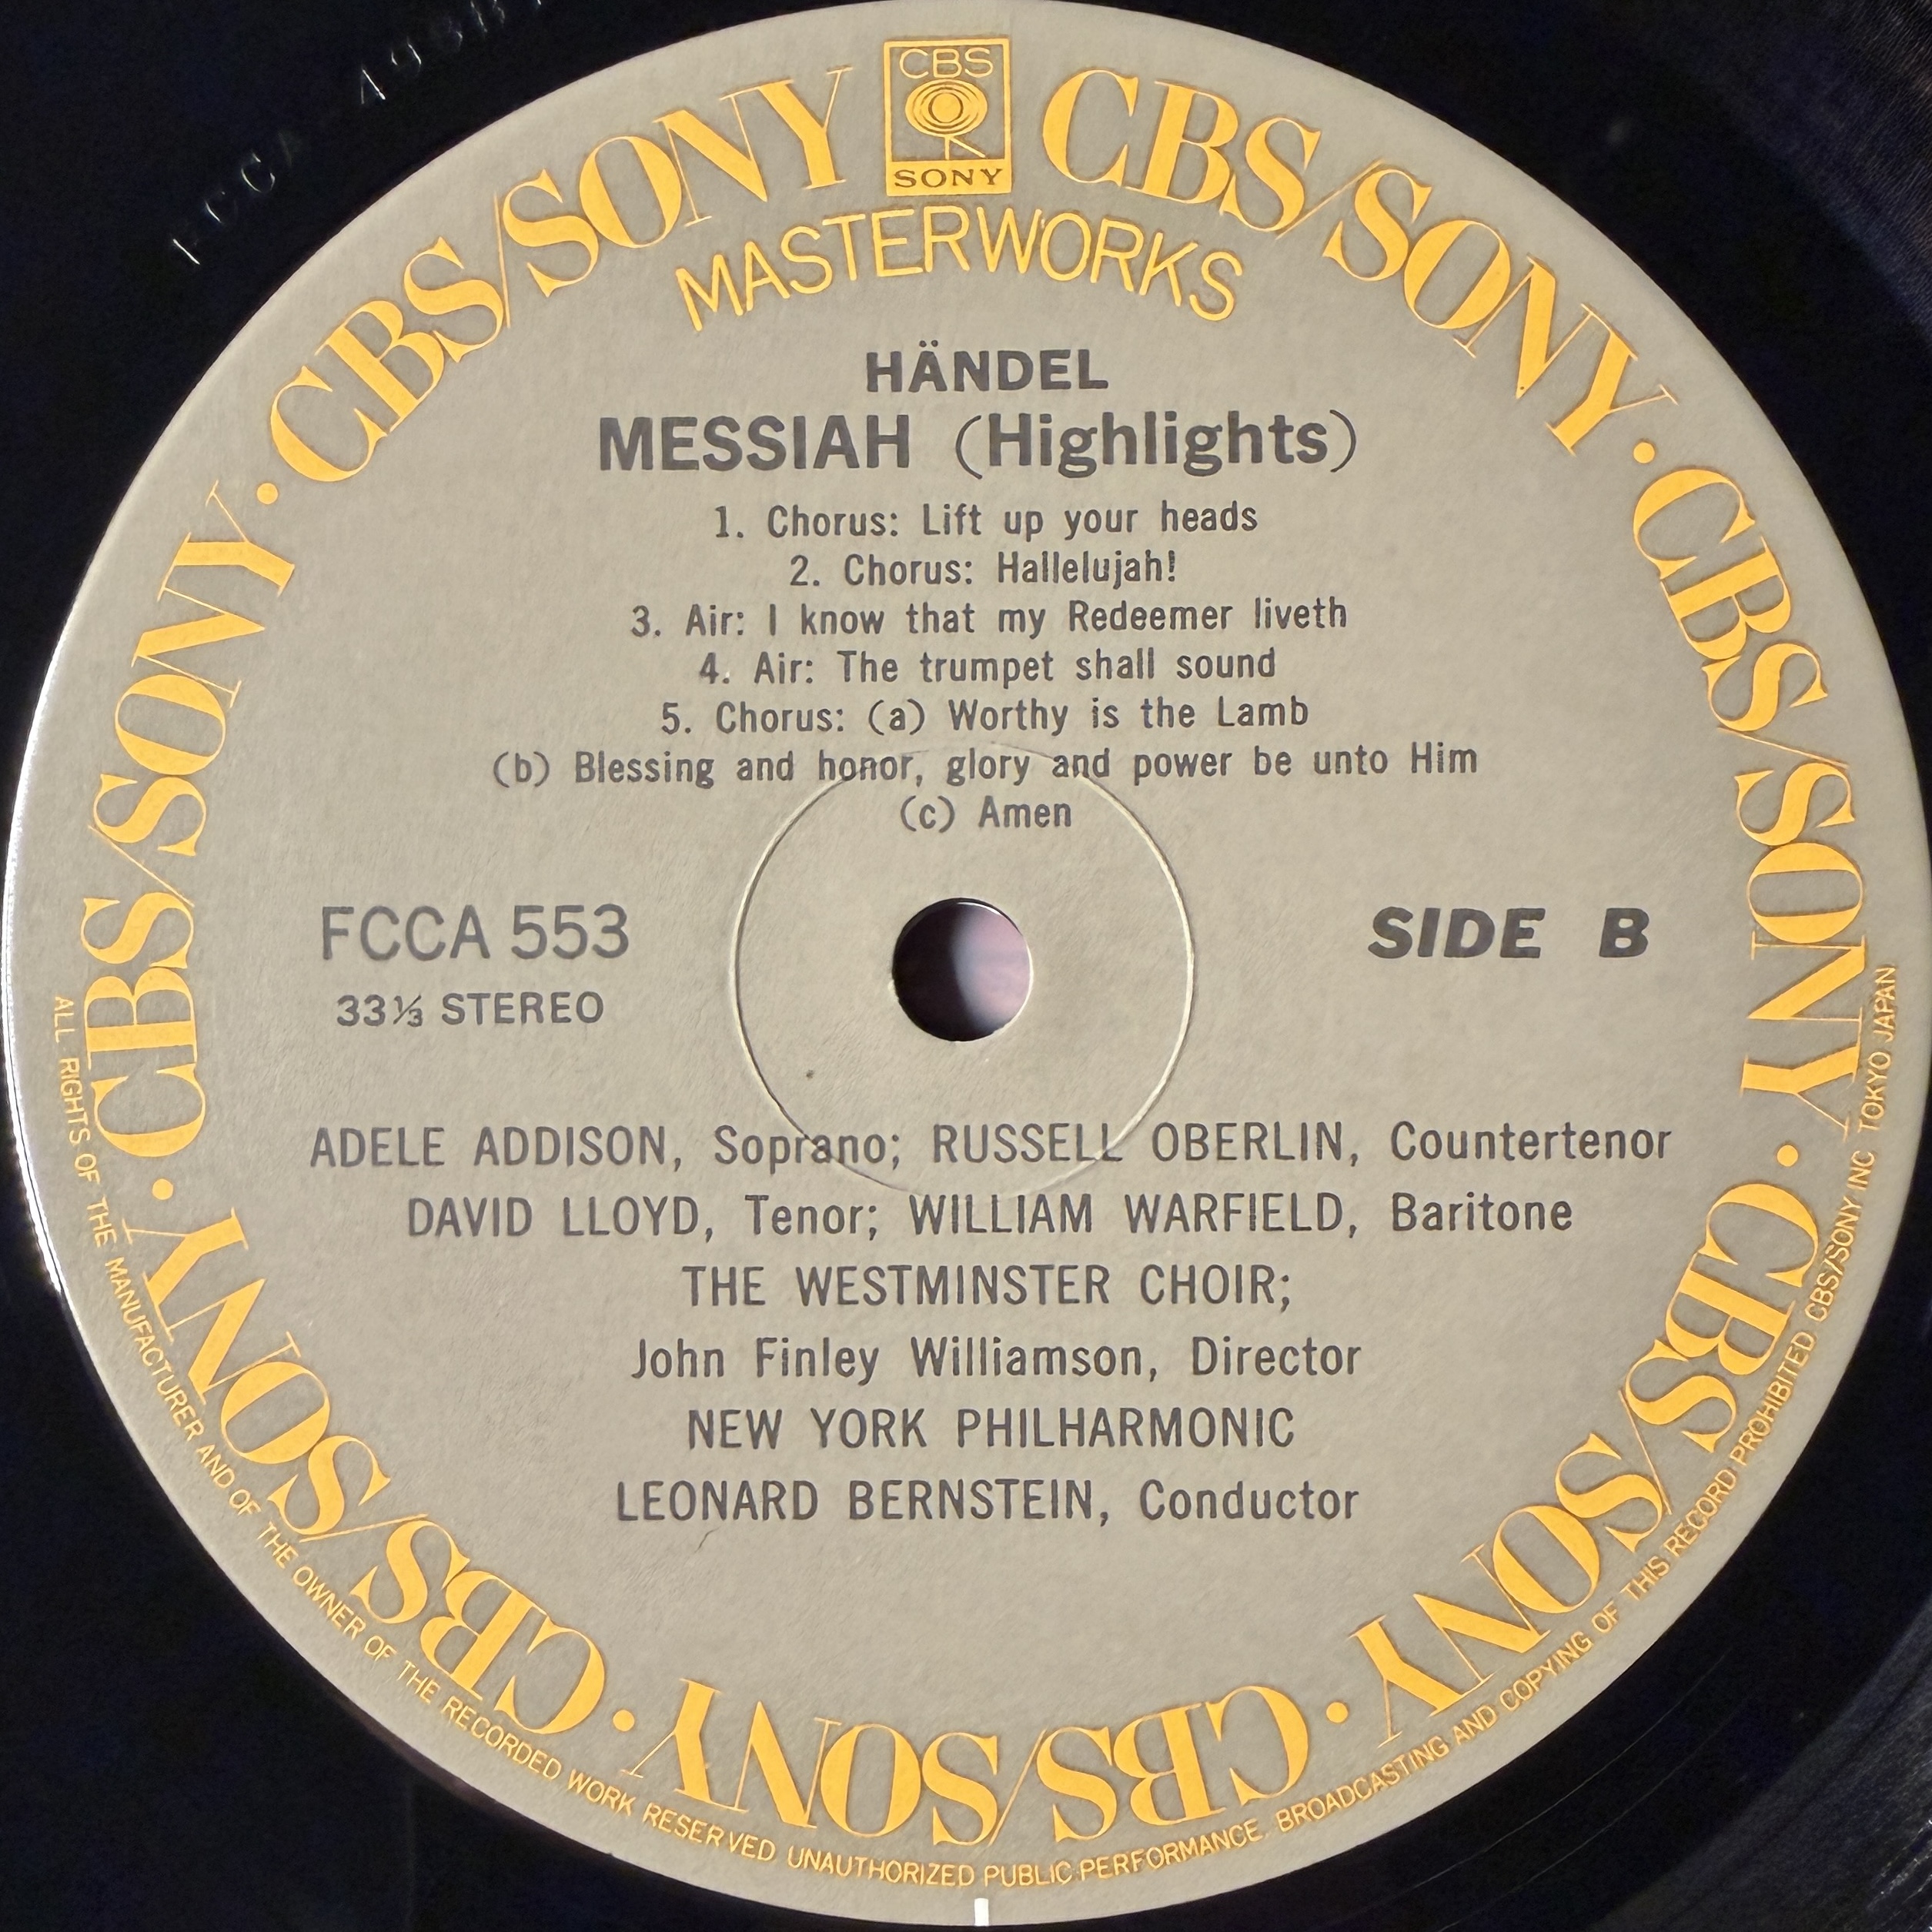 CBS
SONY
CBS/SONY · CBS/SONY · CBS/SONY · CBS/SONY · CBS/SONY · CBS/SONY · CBS/SONY · CBS/SONY
MASTERWORKS
HÄNDEL
MESSIAH (Highlights)
1. Chorus: Lift up your heads
2. Chorus: Hallelujah!
3. Air: I know that my Redeemer liveth
4. Air: The trumpet shall sound
5. Chorus: (a) Worthy is the Lamb
(b) Blessing and honor, glory and power be unto Him
(c) Amen
FCCA 553
33⅓ STEREO
SIDE B
ADELE ADDISON, Soprano; RUSSELL OBERLIN, Countertenor
DAVID LLOYD, Tenor; WILLIAM WARFIELD, Baritone
THE WESTMINSTER CHOIR;
John Finley Williamson, Director
NEW YORK PHILHARMONIC
LEONARD BERNSTEIN, Conductor
ALL RIGHTS OF THE MANUFACTURER AND OF THE OWNER OF THE RECORDED WORK RESERVED UNAUTHORIZED PUBLIC PERFORMANCE. BROADCASTING AND COPYING OF THIS RECORD PROHIBITED CBS/SONY INC TOKYO JAPAN